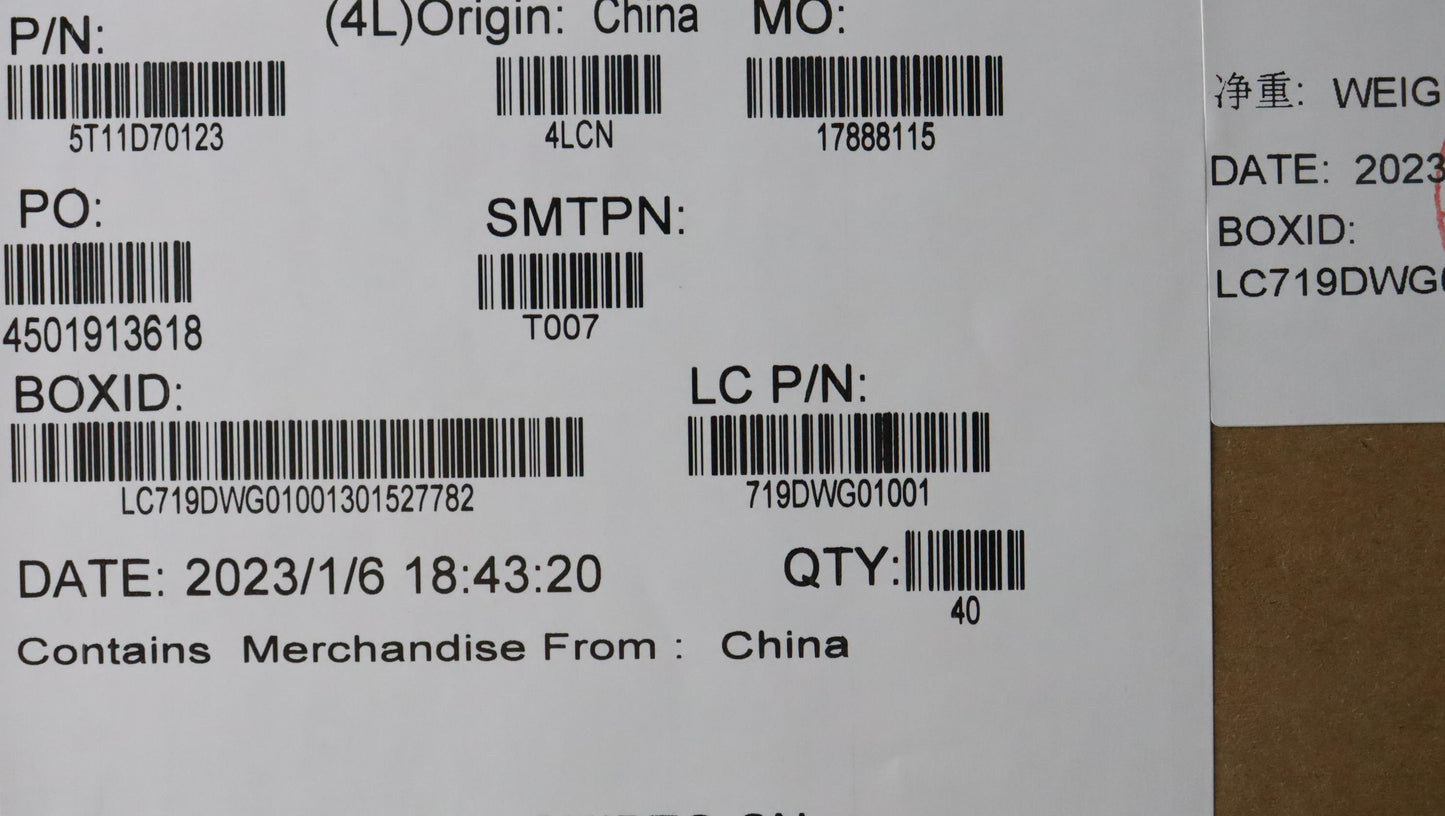 P/N: (4L)Origin: China MO:
5T11D70123 4LCN 17888115
PO: SMTPN:
4501913618 T007
BOXID: LC P/N:
LC719DWG01001301527782 719DWG01001
DATE: 2023/1/6 18:43:20 QTY:
40
Contains Merchandise From : China
净重: WEIG
DATE: 2023
BOXID:
LC719DWG